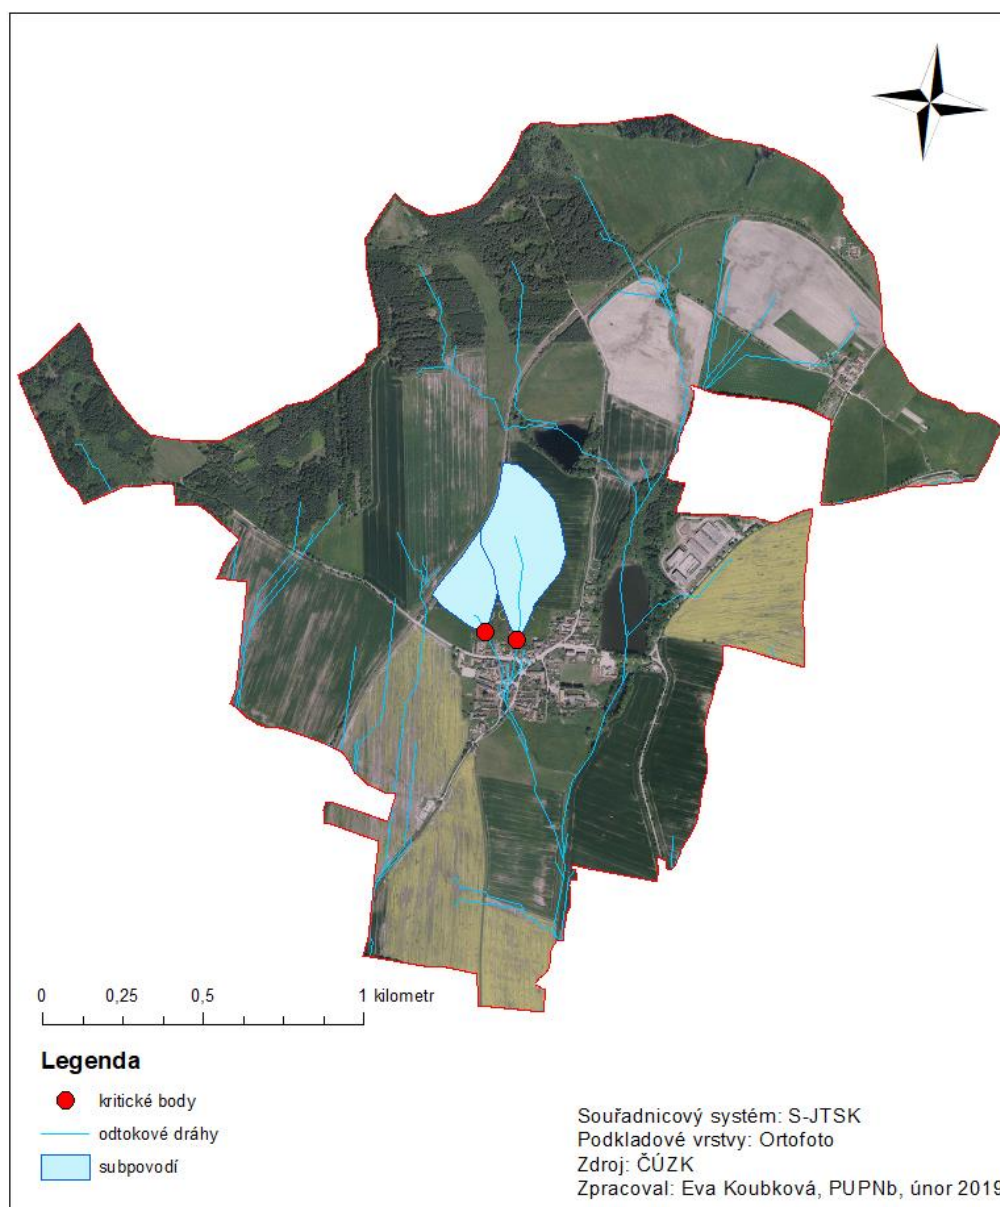 0 0,25 0,5 1 kilometr
Legenda
kritické body
odtokové dráhy
subpovodí
Souřadnicový systém: S-JTSK
Podkladové vrstvy: Ortofoto
Zdroj: ČÚZK
Zpracoval: Eva Koubková, PUPNb, únor 2019